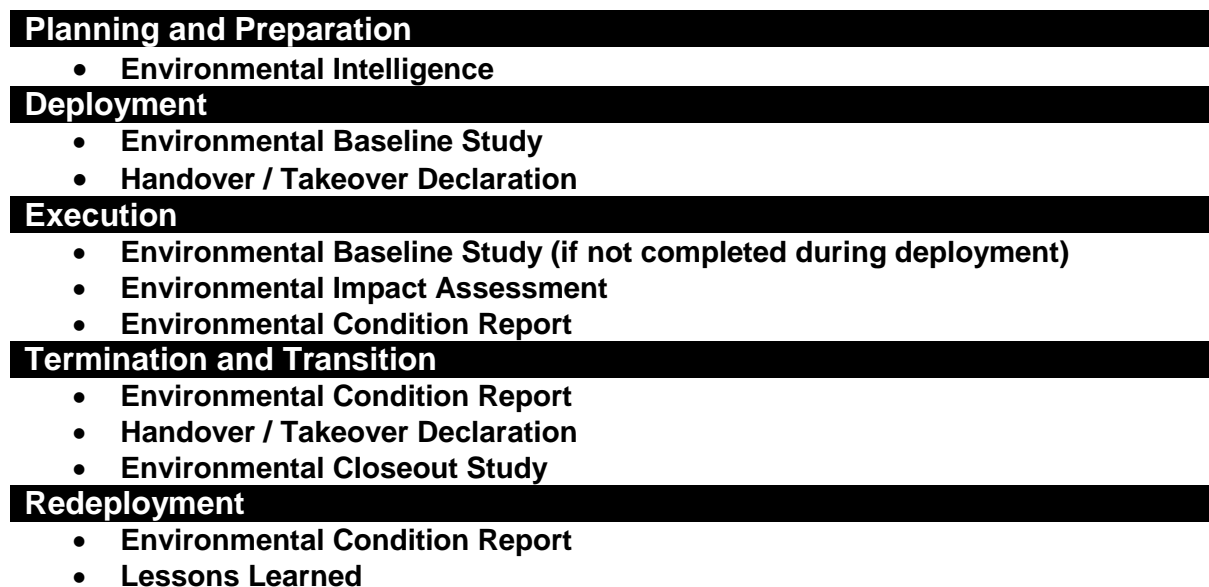 Planning and Preparation
• Environmental Intelligence
Deployment
• Environmental Baseline Study
• Handover / Takeover Declaration
Execution
• Environmental Baseline Study (if not completed during deployment)
• Environmental Impact Assessment
• Environmental Condition Report
Termination and Transition
• Environmental Condition Report
• Handover / Takeover Declaration
• Environmental Closeout Study
Redeployment
• Environmental Condition Report
• Lessons Learned